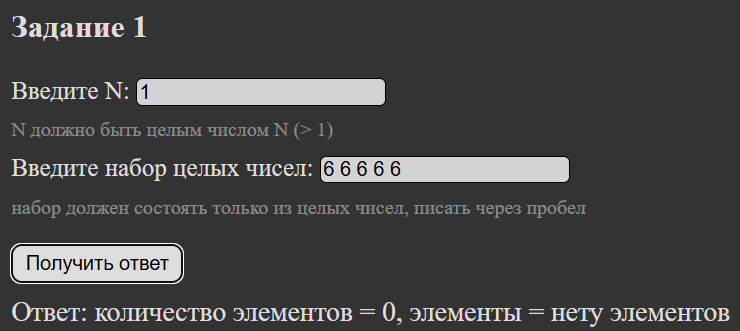 Задание 1
Введите N: 1
N должно быть целым числом N (> 1)
Введите набор целых чисел: 6 6 6 6 6
набор должен состоять только из целых чисел, писать через пробел
Получить ответ
Ответ: количество элементов = 0, элементы = нету элементов